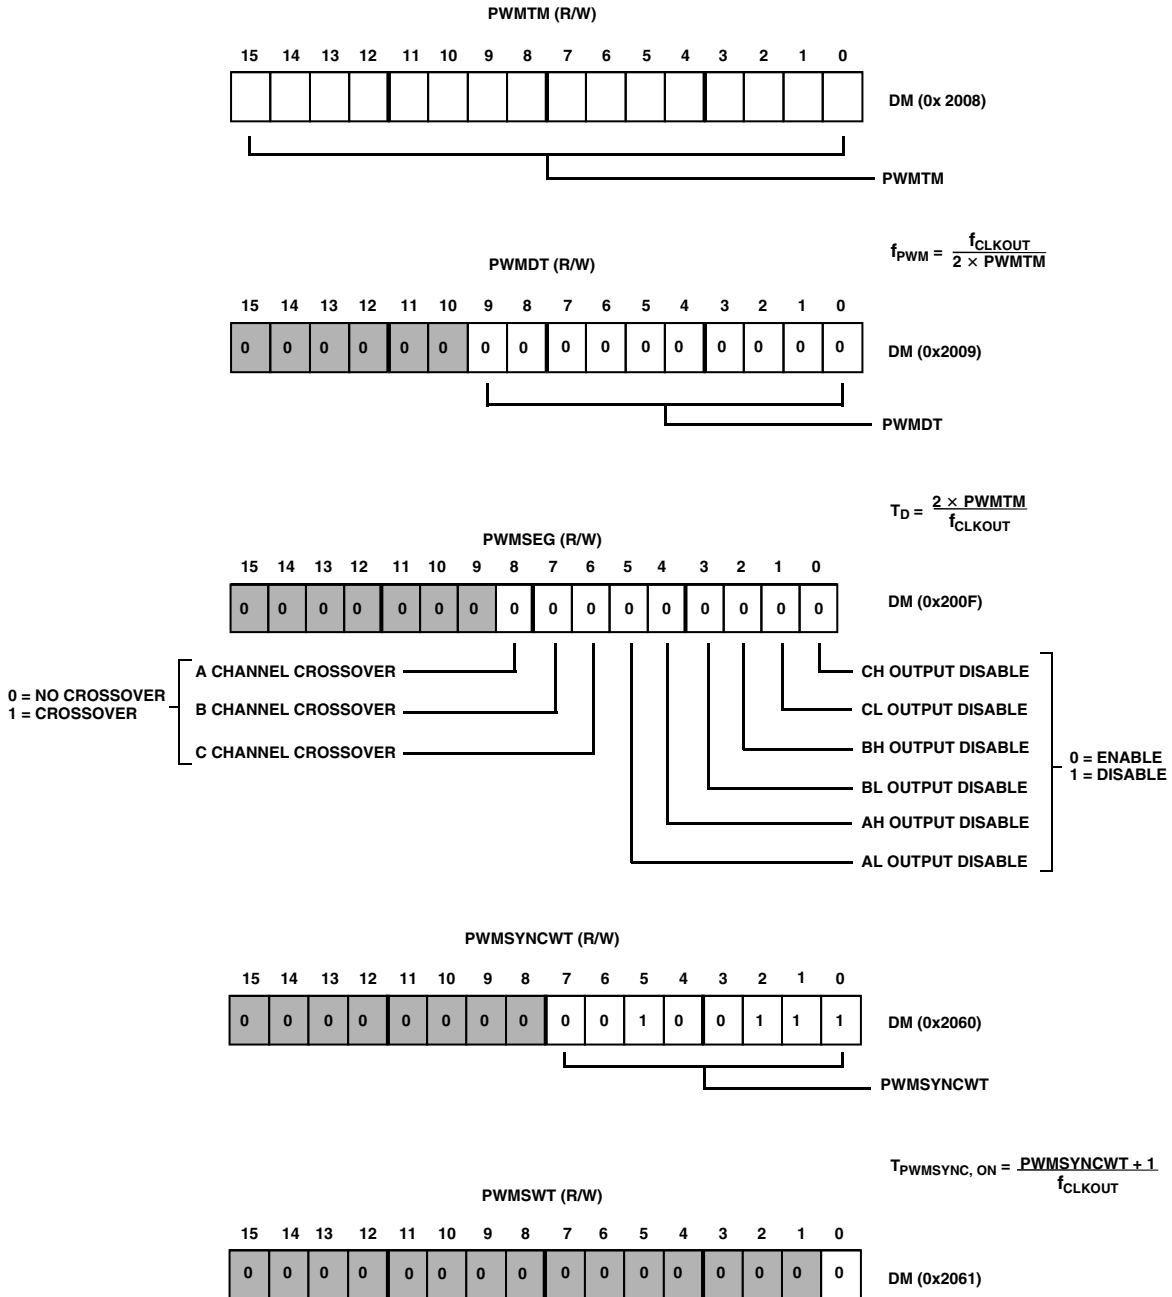 PWMTM (R/W)
15 14 13 12 11 10 9 8 7 6 5 4 3 2 1 0
DM (0x 2008)
PWMTM
fPWM = fCLKOUT / 2 × PWMTM
PWMDT (R/W)
15 14 13 12 11 10 9 8 7 6 5 4 3 2 1 0
0 0 0 0 0 0 0 0 0 0 0 0 0 0 0 0
DM (0x2009)
PWMDT
TD = 2 × PWMTM / fCLKOUT
PWMSEG (R/W)
15 14 13 12 11 10 9 8 7 6 5 4 3 2 1 0
0 0 0 0 0 0 0 0 0 0 0 0 0 0 0 0
DM (0x200F)
A CHANNEL CROSSOVER
B CHANNEL CROSSOVER
C CHANNEL CROSSOVER
0 = NO CROSSOVER
1 = CROSSOVER
CH OUTPUT DISABLE
CL OUTPUT DISABLE
BH OUTPUT DISABLE
BL OUTPUT DISABLE
AH OUTPUT DISABLE
AL OUTPUT DISABLE
0 = ENABLE
1 = DISABLE
PWMSYNCWT (R/W)
15 14 13 12 11 10 9 8 7 6 5 4 3 2 1 0
0 0 0 0 0 0 0 0 0 0 1 0 0 1 1 1
DM (0x2060)
PWMSYNCWT
TPWMSYNC, ON = PWMSYNCWT + 1 / fCLKOUT
PWMSWT (R/W)
15 14 13 12 11 10 9 8 7 6 5 4 3 2 1 0
0 0 0 0 0 0 0 0 0 0 0 0 0 0 0 0
DM (0x2061)